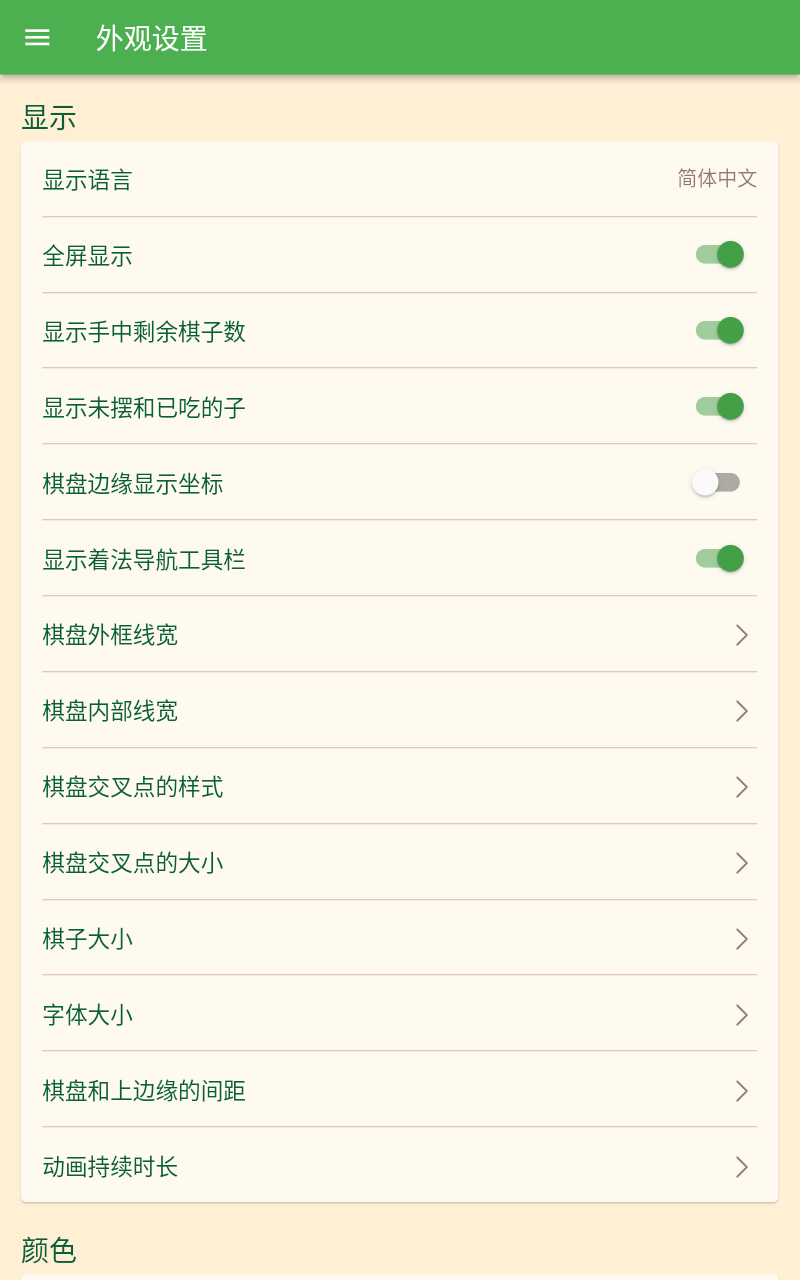 外观设置
显示
显示语言 简体中文
全屏显示
显示手中剩余棋子数
显示未摆和已吃的子
棋盘边缘显示坐标
显示着法导航工具栏
棋盘外框线宽
棋盘内部线宽
棋盘交叉点的样式
棋盘交叉点的大小
棋子大小
字体大小
棋盘和上边缘的间距
动画持续时长
颜色